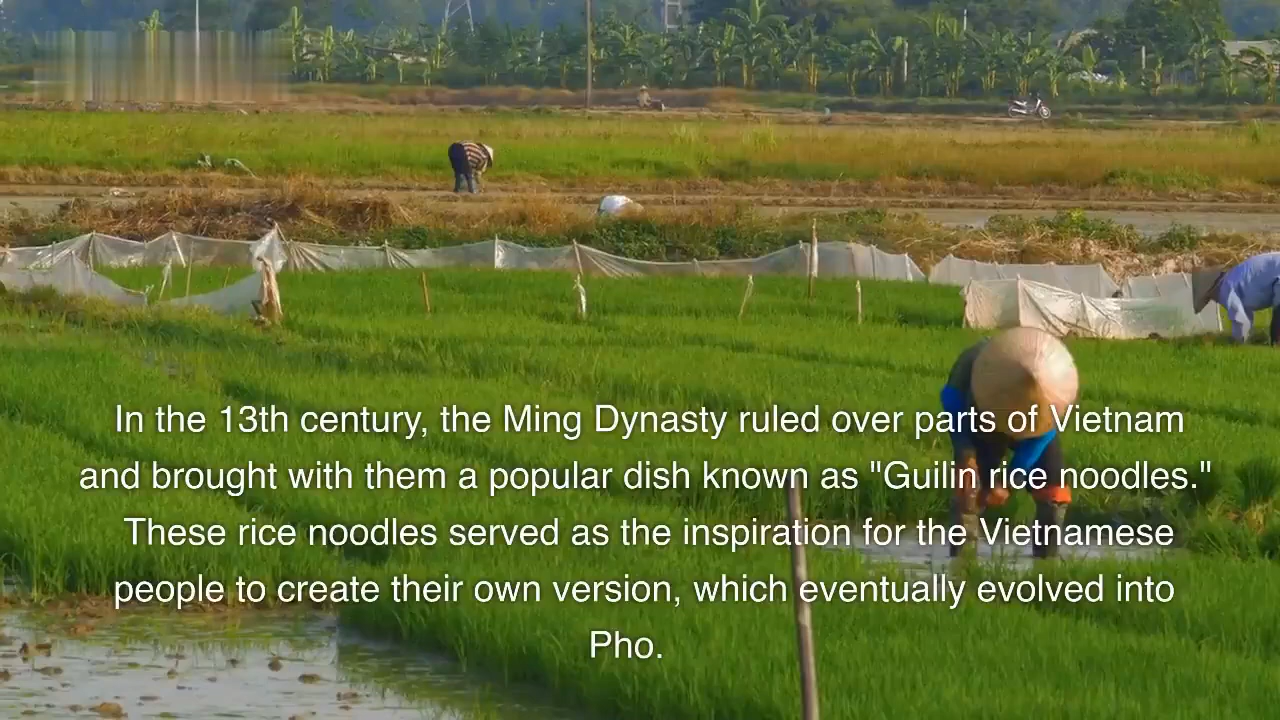 In the 13th century, the Ming Dynasty ruled over parts of Vietnam
and brought with them a popular dish known as "Guilin rice noodles."
These rice noodles served as the inspiration for the Vietnamese
people to create their own version, which eventually evolved into
Pho.